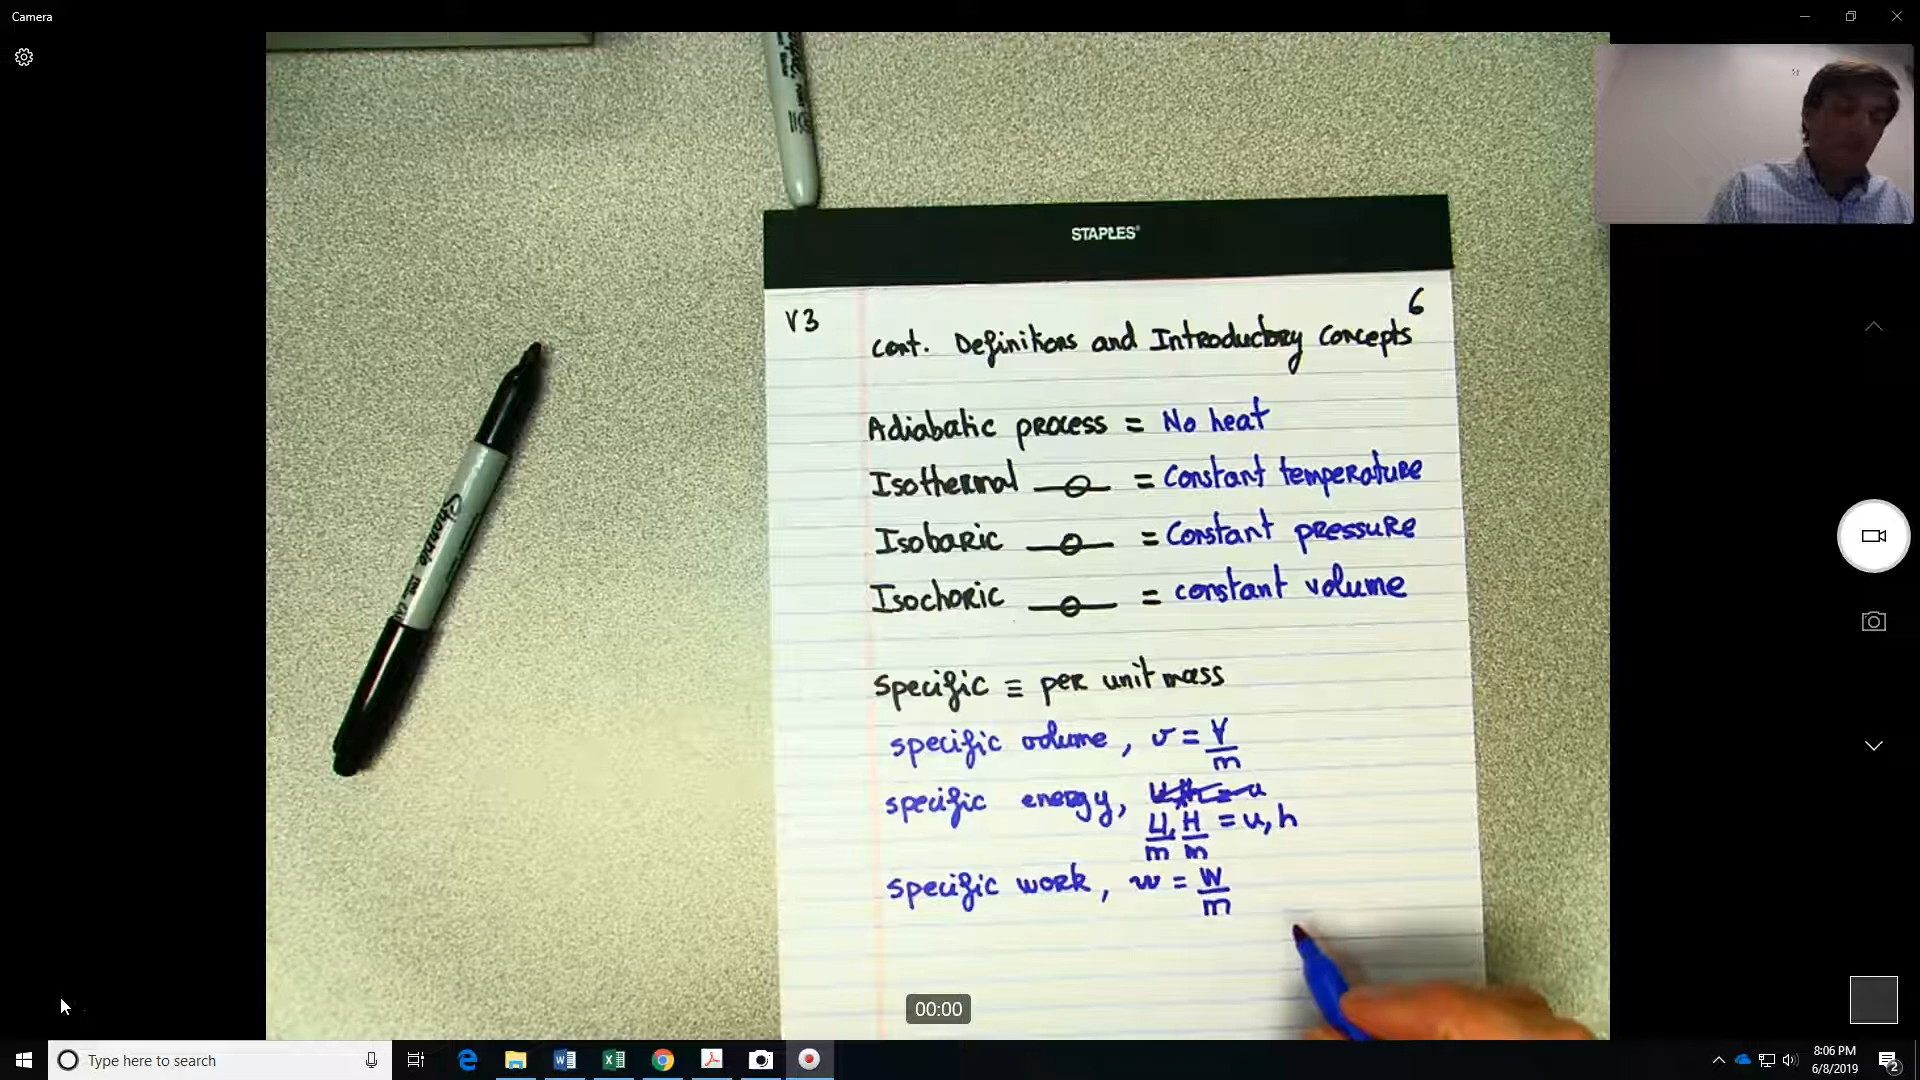 Camera
STAPLES
V3
6
cont. Definitions and Introductory Concepts
Adiabatic process = No heat
Isothermal —o— = Constant temperature
Isobaric —o— = Constant pressure
Isochoric —o— = constant volume
Specific ≡ per unit mass
specific volume, v = V/m
specific energy,
U/m, H/m = u, h
specific work, w = W/m
Sharpie
00:00
Type here to search
8:06 PM
6/8/2019
2